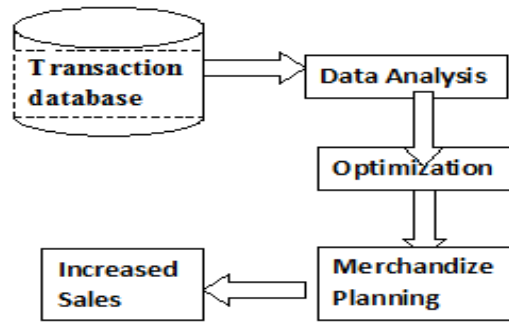 Transaction
database
Data Analysis
Optimization
Merchandize
Planning
Increased
Sales